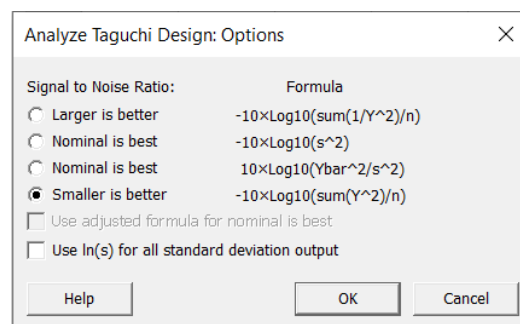 Analyze Taguchi Design: Options
Signal to Noise Ratio: Formula
Larger is better -10×Log10(sum(1/Y^2)/n)
Nominal is best -10×Log10(s^2)
Nominal is best 10×Log10(Ybar^2/s^2)
Smaller is better -10×Log10(sum(Y^2)/n)
Use adjusted formula for nominal is best
Use ln(s) for all standard deviation output
Help OK Cancel